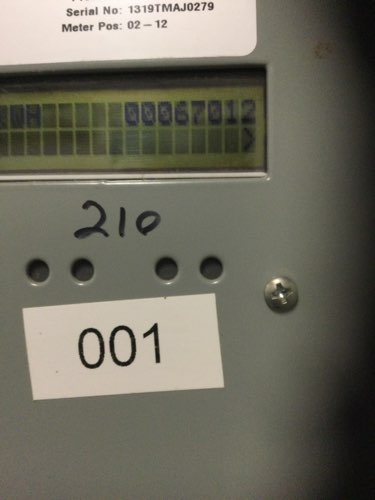 Serial No: 1319TMAJ0279
Meter Pos: 02-12
00067012
>
210
001